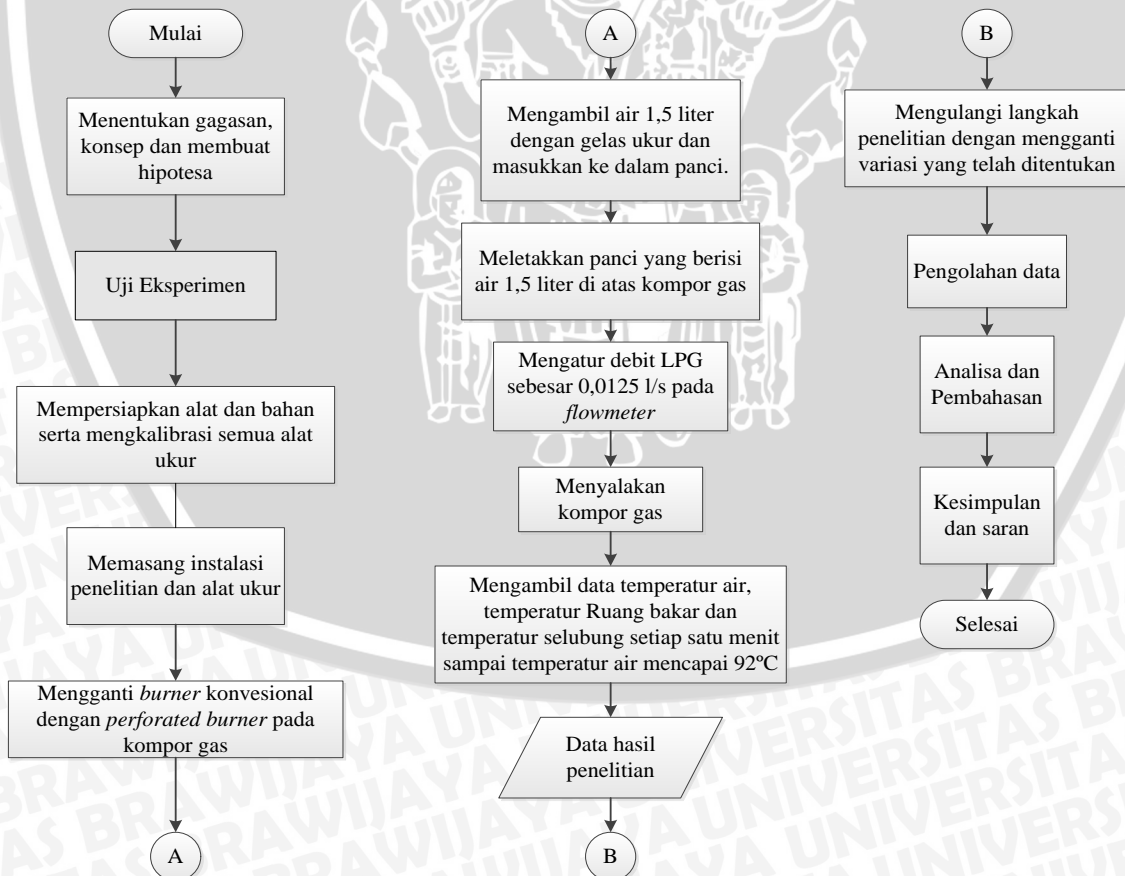 Mulai
Menentukan gagasan,
konsep dan membuat
hipotesa
Uji Eksperimen
Mempersiapkan alat dan bahan
serta mengkalibrasi semua alat
ukur
Memasang instalasi
penelitian dan alat ukur
Mengganti burner konvesional
dengan perforated burner pada
kompor gas
A
A
Mengambil air 1,5 liter
dengan gelas ukur dan
masukkan ke dalam panci.
Meletakkan panci yang berisi
air 1,5 liter di atas kompor gas
Mengatur debit LPG
sebesar 0,0125 l/s pada
flowmeter
Menyalakan
kompor gas
Mengambil data temperatur air,
temperatur Ruang bakar dan
temperatur selubung setiap satu menit
sampai temperatur air mencapai 92ºC
Data hasil
penelitian
B
B
Mengulangi langkah
penelitian dengan mengganti
variasi yang telah ditentukan
Pengolahan data
Analisa dan
Pembahasan
Kesimpulan
dan saran
Selesai